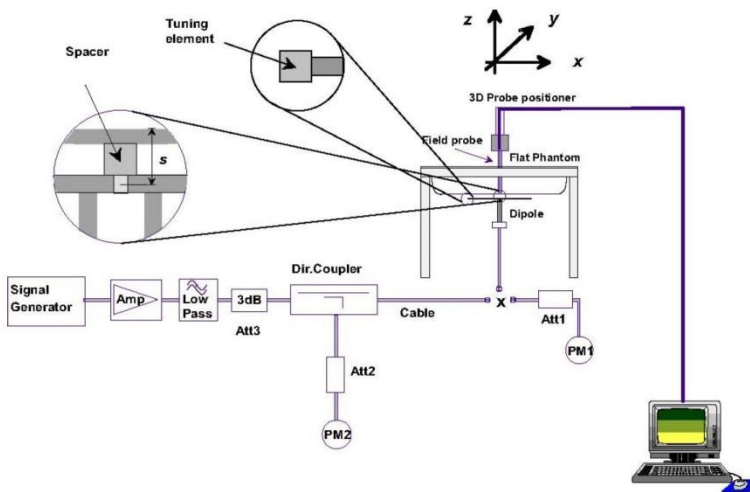 Tuning
element
Spacer
z
y
x
3D Probe positioner
Field probe
Flat Phantom
s
Dipole
Dir.Coupler
Signal
Generator
Amp
Low
Pass
3dB
Att3
Cable
X
Att1
PM1
Att2
PM2